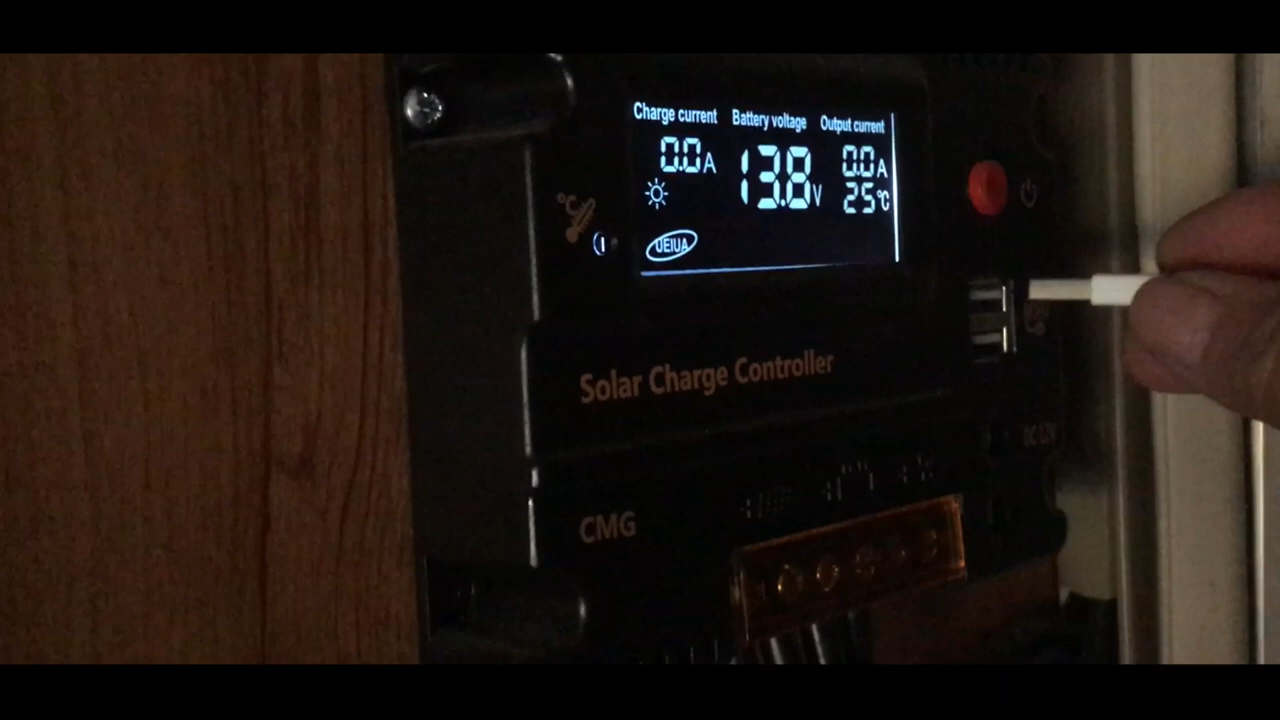 Charge current Battery voltage Output current
0.0A 13.8V 0.0A
25°C
°C
UEIUA
Solar Charge Controller
DC 12V
CMG